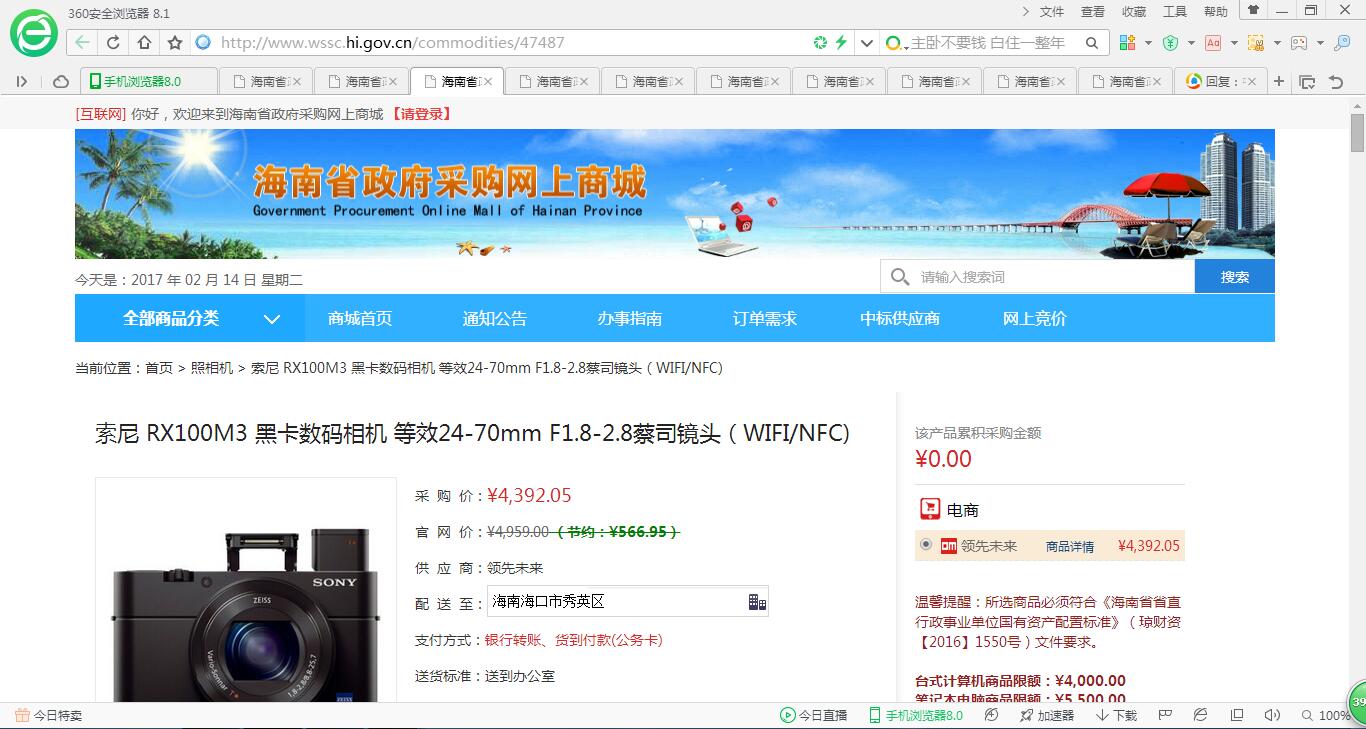 360安全浏览器 8.1
文件 查看 收藏 工具 帮助
http://www.wssc.hi.gov.cn/commodities/47487
主卧不要钱 白住一整年
手机浏览器8.0 海南省 海南省 海南省 海南省 海南省 海南省 海南省 海南省 海南省 海南省 回复：
[互联网] 你好，欢迎来到海南省政府采购网上商城 【请登录】
海南省政府采购网上商城
Government Procurement Online Mall of Hainan Province
今天是：2017 年 02 月 14 日 星期二
请输入搜索词 搜索
全部商品分类 商城首页 通知公告 办事指南 订单需求 中标供应商 网上竞价
当前位置：首页 > 照相机 > 索尼 RX100M3 黑卡数码相机 等效24-70mm F1.8-2.8蔡司镜头（WIFI/NFC)
索尼 RX100M3 黑卡数码相机 等效24-70mm F1.8-2.8蔡司镜头（WIFI/NFC)
SONY
ZEISS
Vario-Sonnar T*
1,8-2,8/8,8-25,7
ZEISS
采 购 价：¥4,392.05
官 网 价：¥4,959.00（节约：¥566.95）
供 应 商：领先未来
配 送 至：海南海口市秀英区
支付方式：银行转账、货到付款(公务卡)
送货标准：送到办公室
该产品累积采购金额
¥0.00
电商
领先未来 商品详情 ¥4,392.05
温馨提醒：所选商品必须符合《海南省省直
行政事业单位国有资产配置标准》（琼财资
【2016】1550号）文件要求。
台式计算机商品限额：¥4,000.00
笔记本电脑商品限额：¥5,500.00
39
今日特卖 今日直播 手机浏览器8.0 加速器 下载 100%